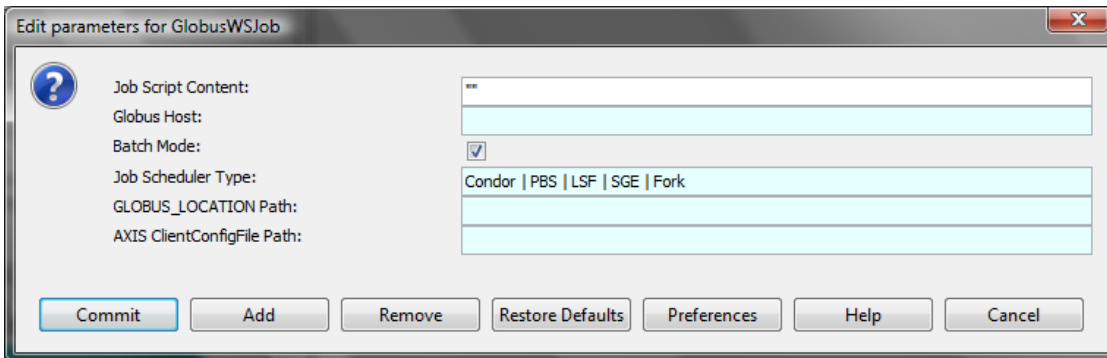 Edit parameters for GlobusWSJob
Job Script Content: ""
Globus Host:
Batch Mode:
Job Scheduler Type: Condor | PBS | LSF | SGE | Fork
GLOBUS_LOCATION Path:
AXIS ClientConfigFile Path:
Commit Add Remove Restore Defaults Preferences Help Cancel